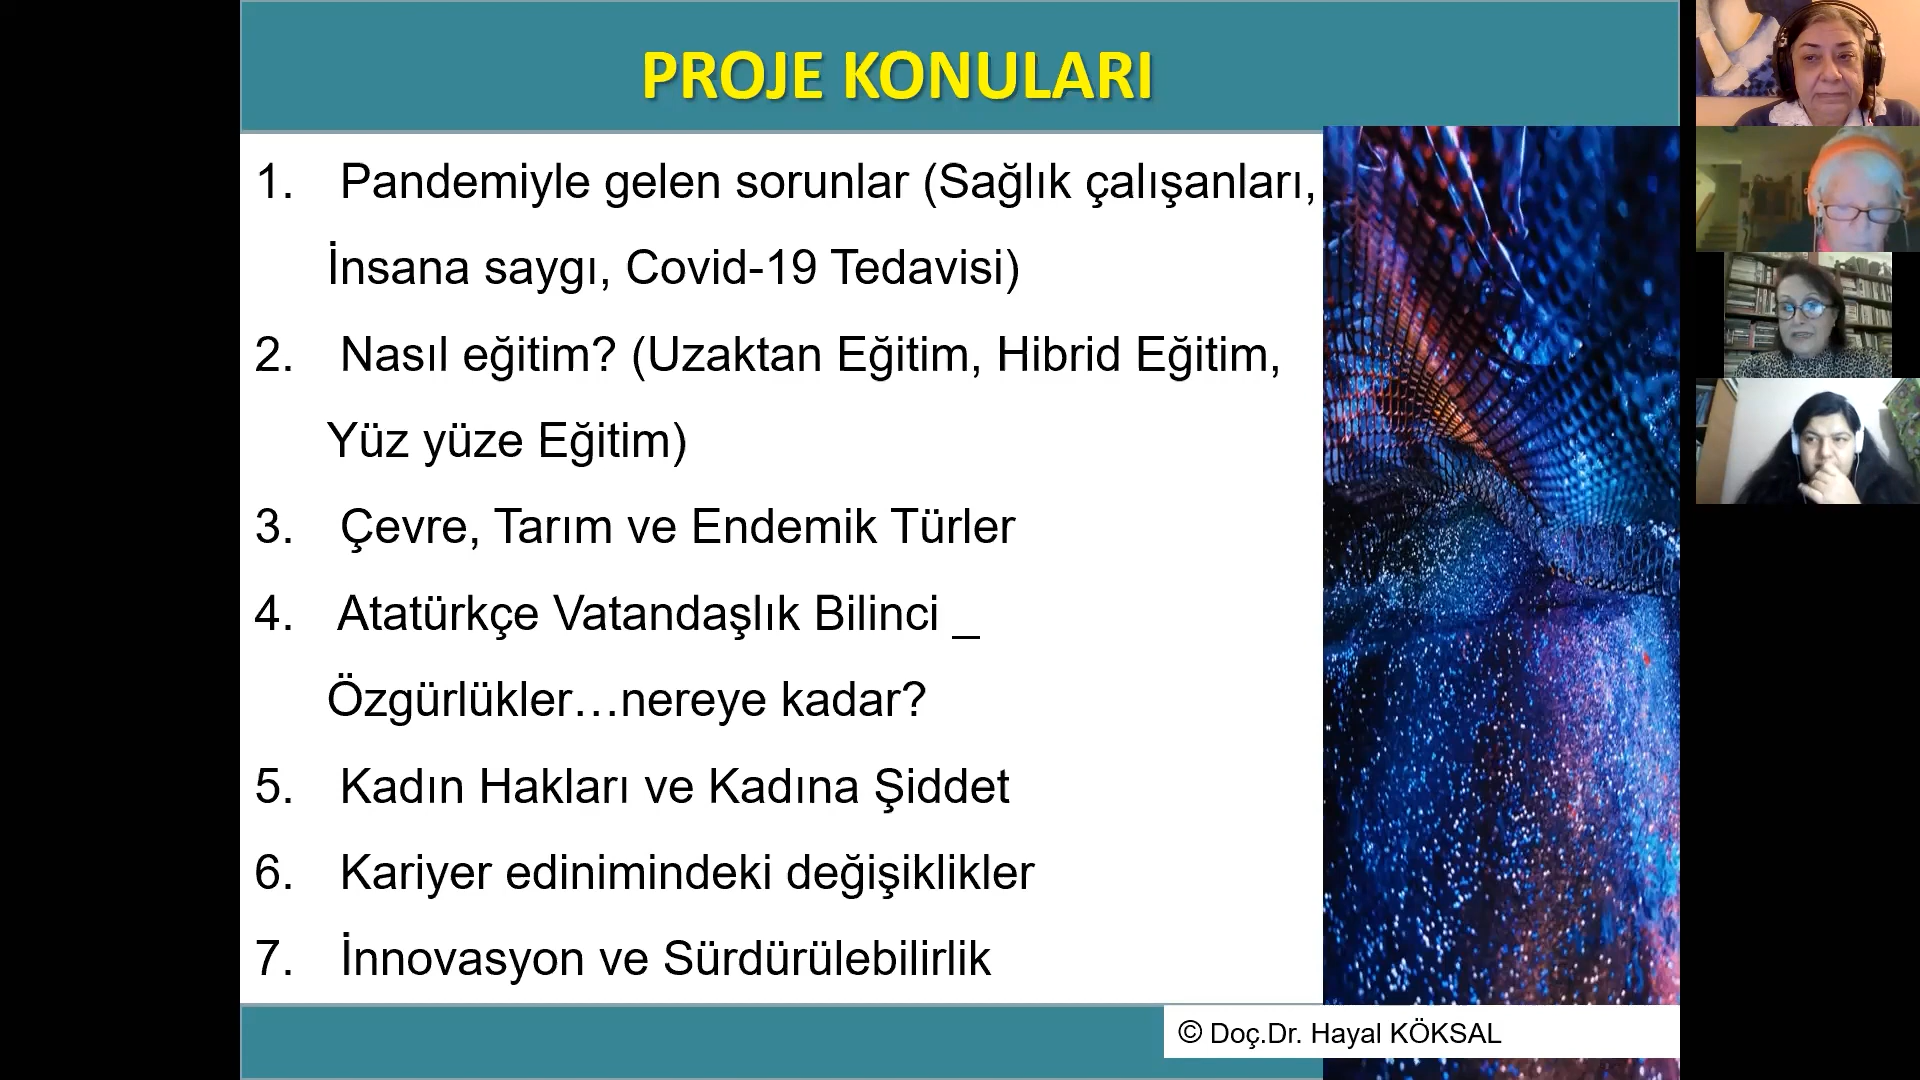 PROJE KONULARI
1. Pandemiyle gelen sorunlar (Sağlık çalışanları,
İnsana saygı, Covid-19 Tedavisi)
2. Nasıl eğitim? (Uzaktan Eğitim, Hibrid Eğitim,
Yüz yüze Eğitim)
3. Çevre, Tarım ve Endemik Türler
4. Atatürkçe Vatandaşlık Bilinci _
Özgürlükler…nereye kadar?
5. Kadın Hakları ve Kadına Şiddet
6. Kariyer edinimindeki değişiklikler
7. İnnovasyon ve Sürdürülebilirlik
© Doç.Dr. Hayal KÖKSAL